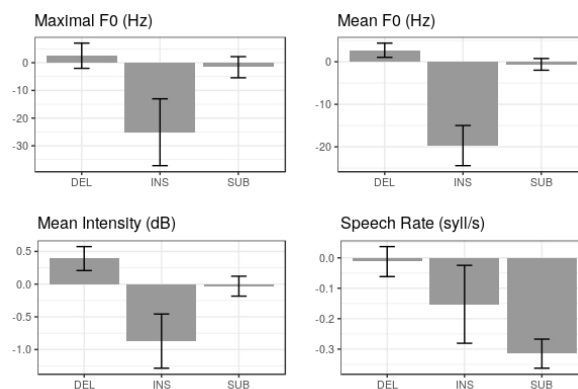 Maximal F0 (Hz)
0
-10
-20
-30
DEL INS SUB
Mean F0 (Hz)
0
-10
-20
DEL INS SUB
Mean Intensity (dB)
0.5
0.0
-0.5
-1.0
DEL INS SUB
Speech Rate (syll/s)
0.0
-0.1
-0.2
-0.3
DEL INS SUB